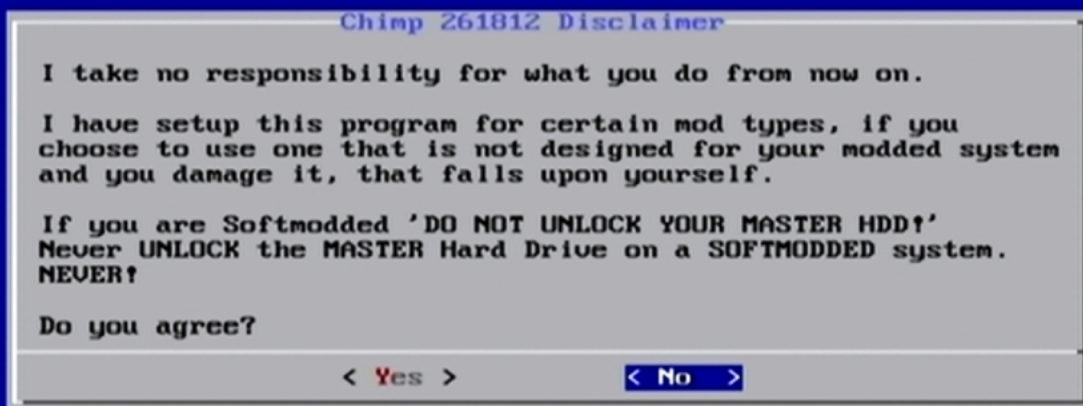 Chimp 261812 Disclaimer
I take no responsibility for what you do from now on.
I have setup this program for certain mod types, if you
choose to use one that is not designed for your modded system
and you damage it, that falls upon yourself.
If you are Softmodded 'DO NOT UNLOCK YOUR MASTER HDD!'
Never UNLOCK the MASTER Hard Drive on a SOFTMODDED system.
NEVER!
Do you agree?
< Yes > < No >